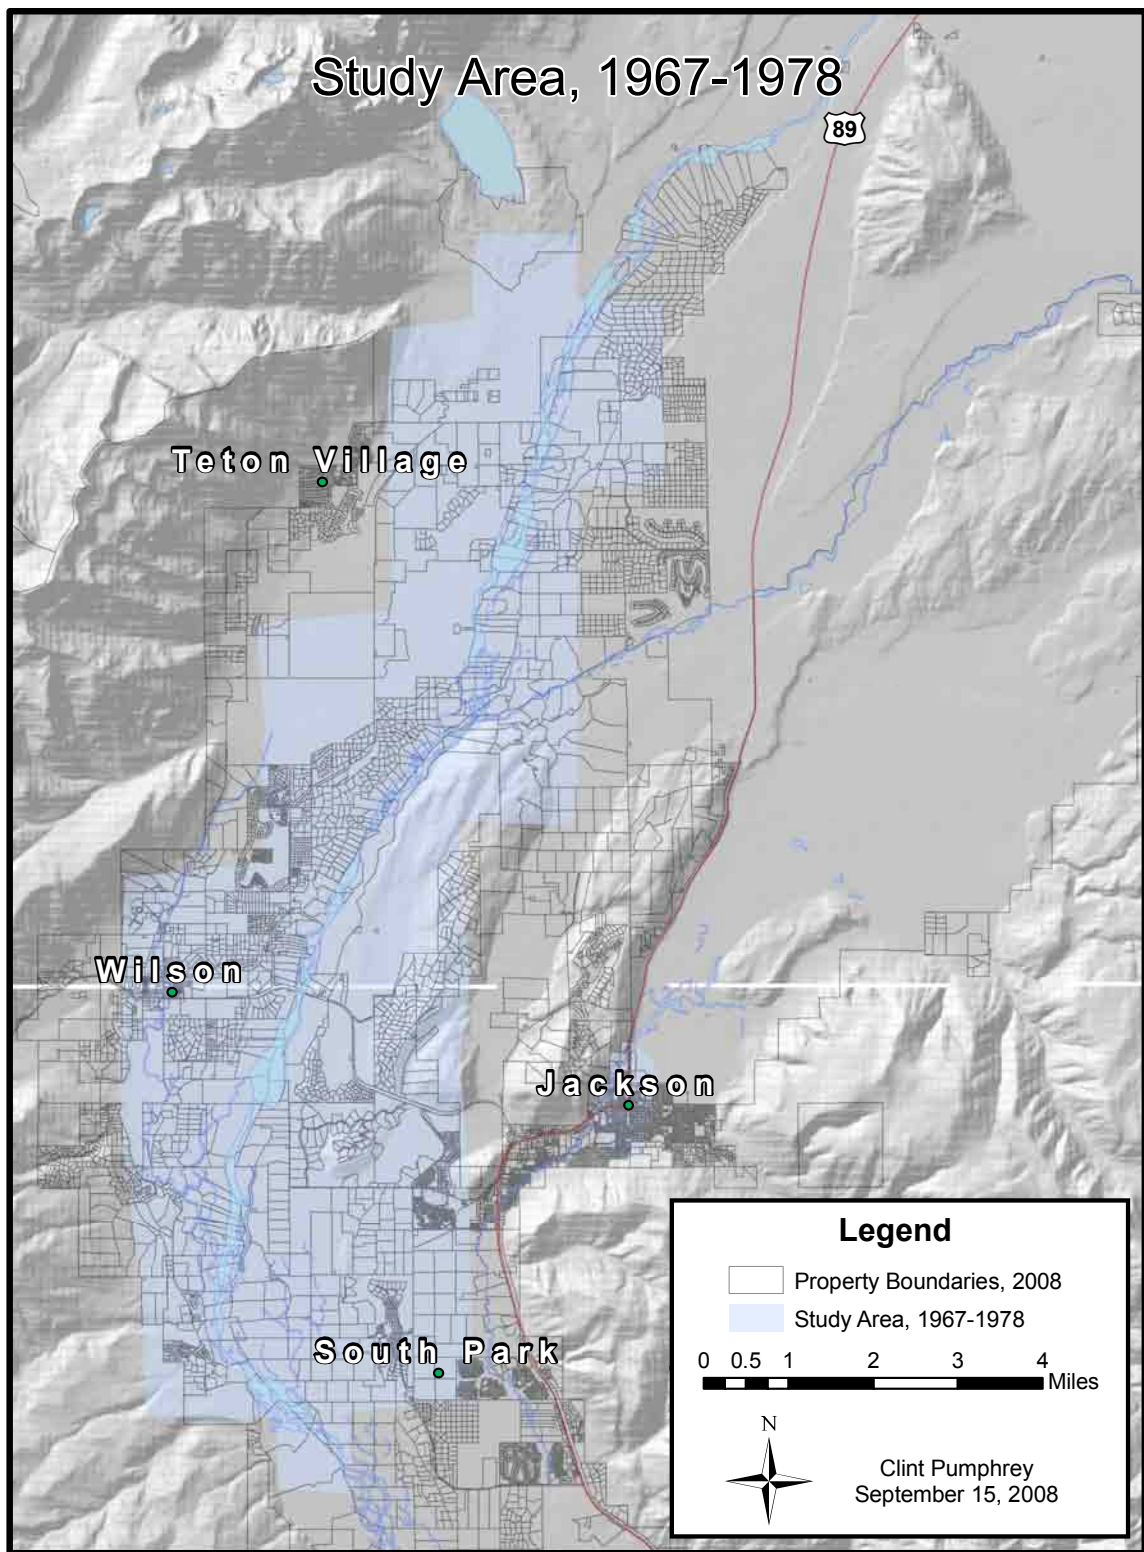 Study Area, 1967-1978
89
Teton Village
Wilson
Jackson
South Park
Legend
Property Boundaries, 2008
Study Area, 1967-1978
0 0.5 1 2 3 4
Miles
N
Clint Pumphrey
September 15, 2008